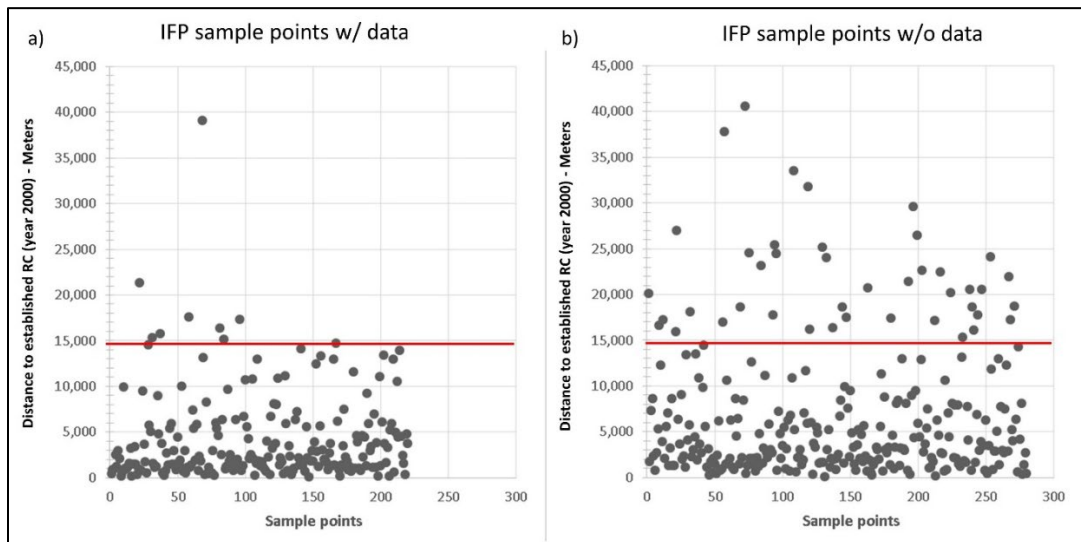 a)
IFP sample points w/ data
45,000
40,000
35,000
30,000
25,000
20,000
15,000
10,000
5,000
0
0 50 100 150 200 250 300
Distance to established RC (year 2000) - Meters
Sample points
b)
IFP sample points w/o data
45,000
40,000
35,000
30,000
25,000
20,000
15,000
10,000
5,000
0
0 50 100 150 200 250 300
Distance to established RC (year 2000) - Meters
Sample points